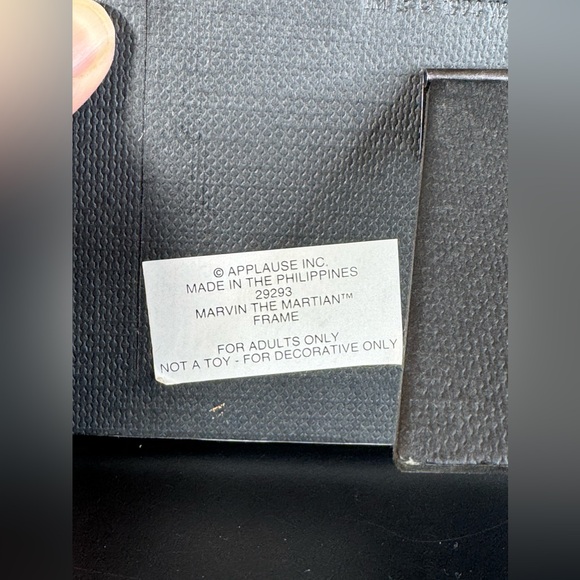 © APPLAUSE INC.
MADE IN THE PHILIPPINES
29293
MARVIN THE MARTIAN™
FRAME
FOR ADULTS ONLY
NOT A TOY - FOR DECORATIVE ONLY